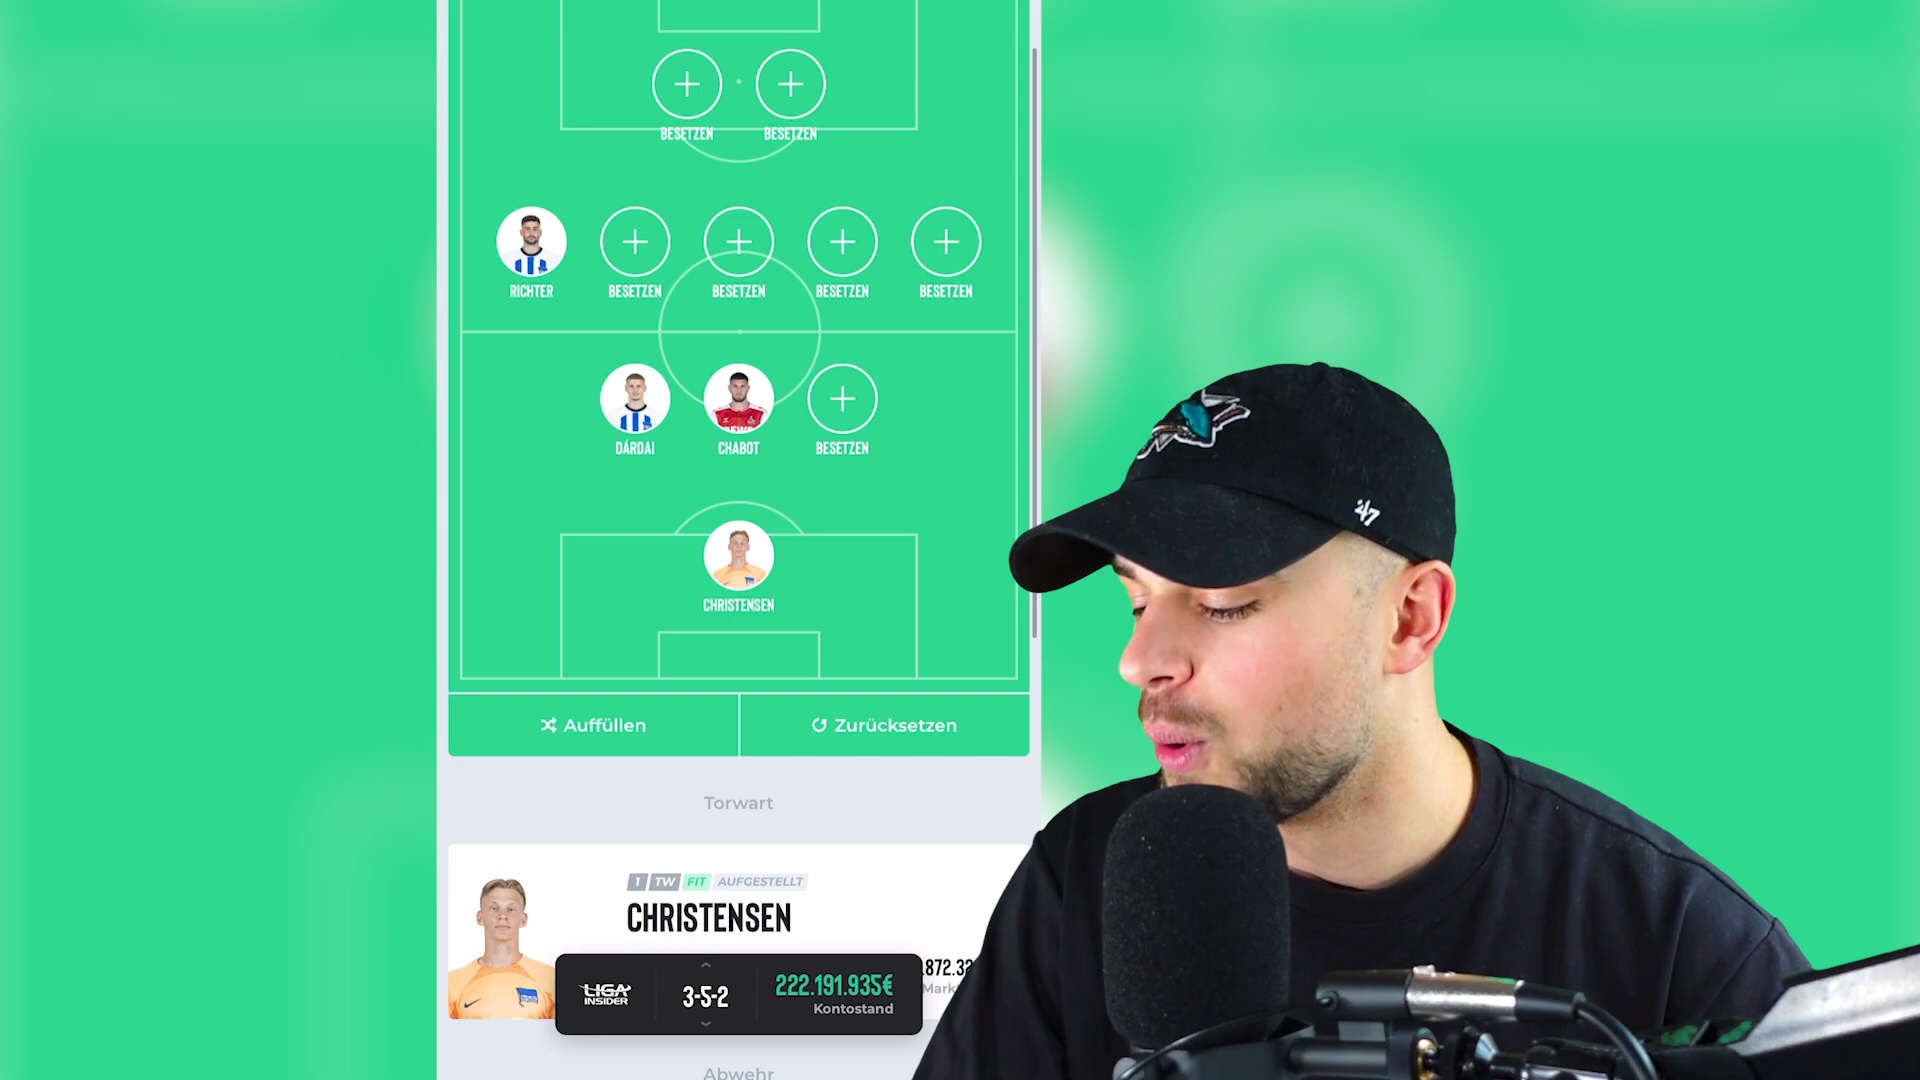 BESETZEN BESETZEN
RICHTER BESETZEN BESETZEN BESETZEN BESETZEN
DÁRDAI CHABOT BESETZEN
CHRISTENSEN
Auffüllen Zurücksetzen
Torwart
1 TW FIT AUFGESTELLT
CHRISTENSEN
LIGA
INSIDER
3-5-2
222.191.935€
Kontostand
Abwehr
'47